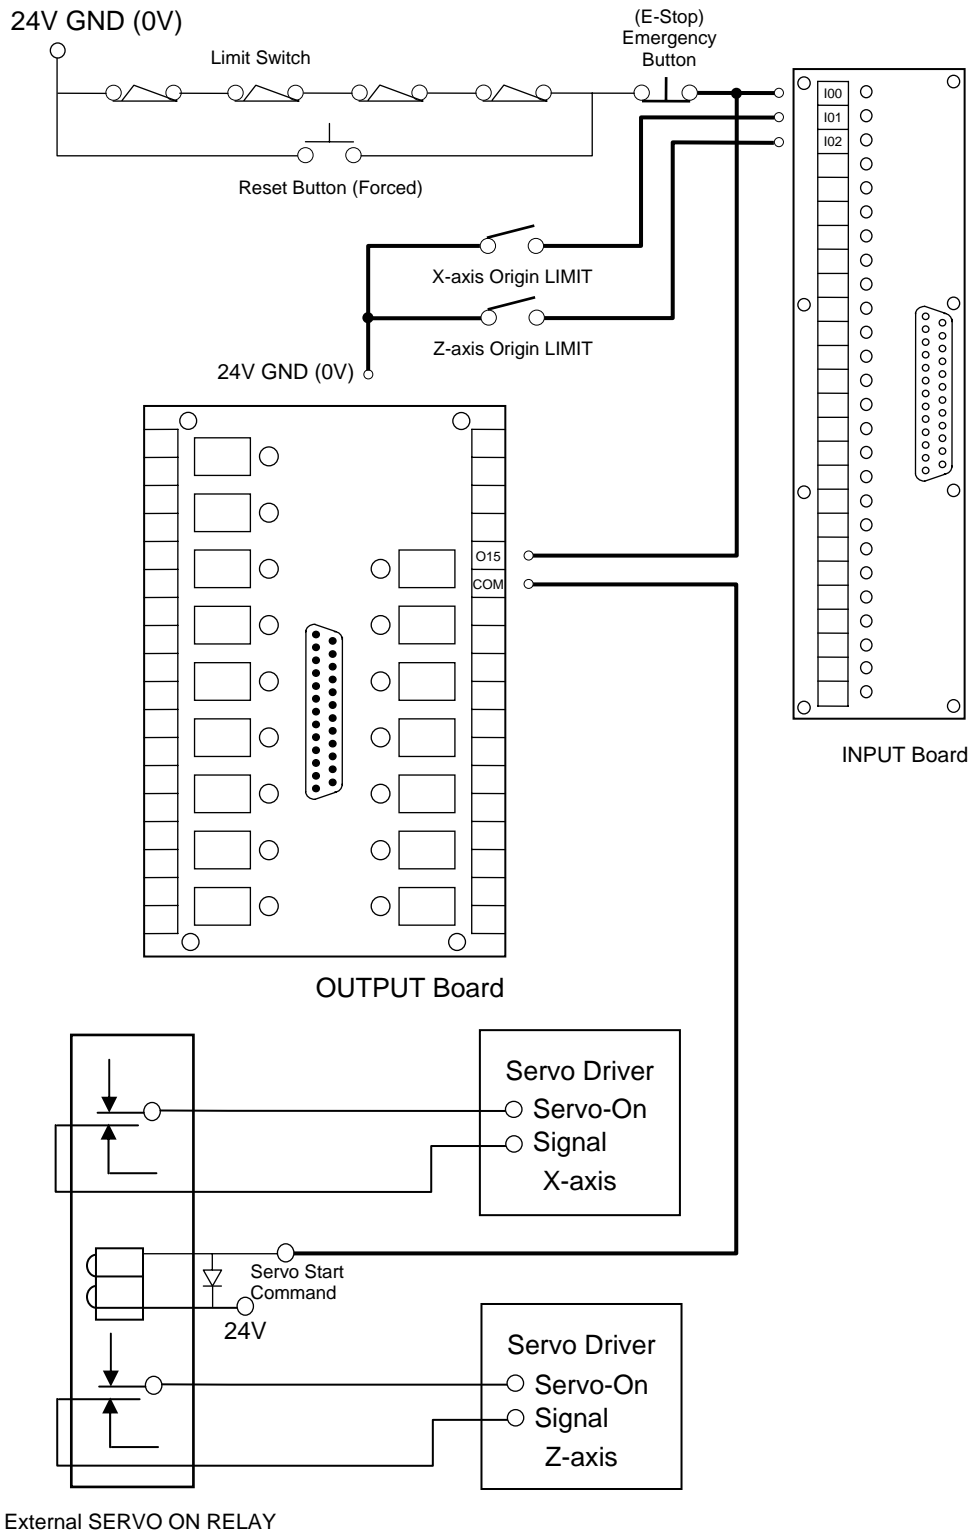 24V GND (0V)
Limit Switch
(E-Stop)
Emergency
Button
I00
I01
I02
Reset Button (Forced)
X-axis Origin LIMIT
Z-axis Origin LIMIT
24V GND (0V)
O15
COM
INPUT Board
OUTPUT Board
Servo Driver
Servo-On
Signal
X-axis
Servo Start
Command
24V
Servo Driver
Servo-On
Signal
Z-axis
External SERVO ON RELAY